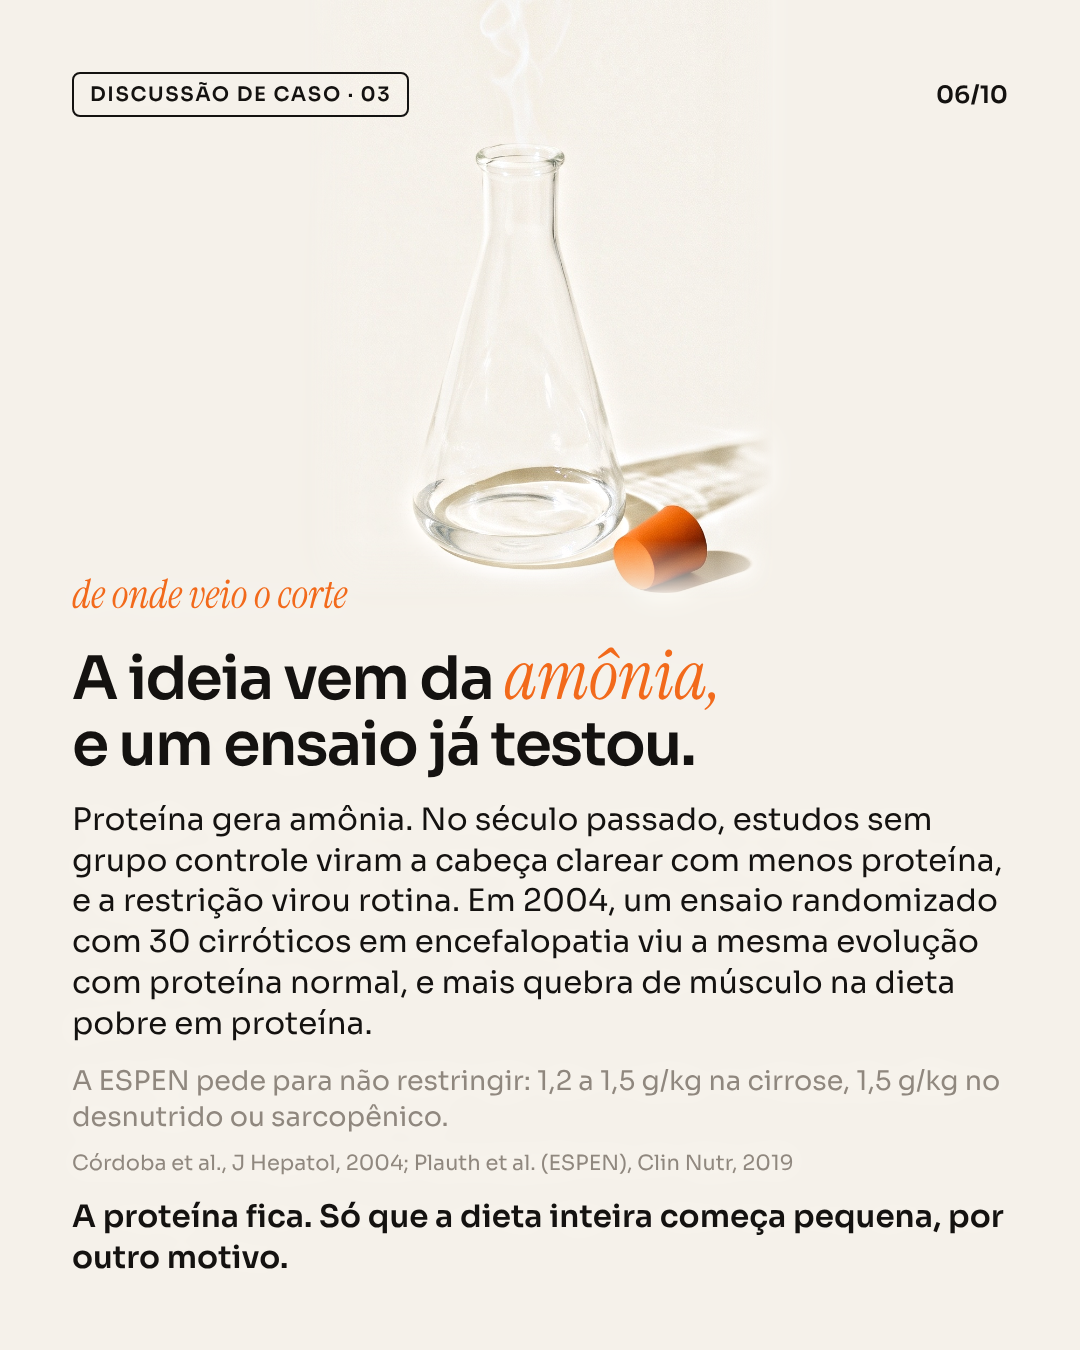 DISCUSSÃO DE CASO · 03
06/10
de onde veio o corte
A ideia vem da amônia,
e um ensaio já testou.
Proteína gera amônia. No século passado, estudos sem
grupo controle viram a cabeça clarear com menos proteína,
e a restrição virou rotina. Em 2004, um ensaio randomizado
com 30 cirróticos em encefalopatia viu a mesma evolução
com proteína normal, e mais quebra de músculo na dieta
pobre em proteína.
A ESPEN pede para não restringir: 1,2 a 1,5 g/kg na cirrose, 1,5 g/kg no
desnutrido ou sarcopênico.
Córdoba et al., J Hepatol, 2004; Plauth et al. (ESPEN), Clin Nutr, 2019
A proteína fica. Só que a dieta inteira começa pequena, por
outro motivo.